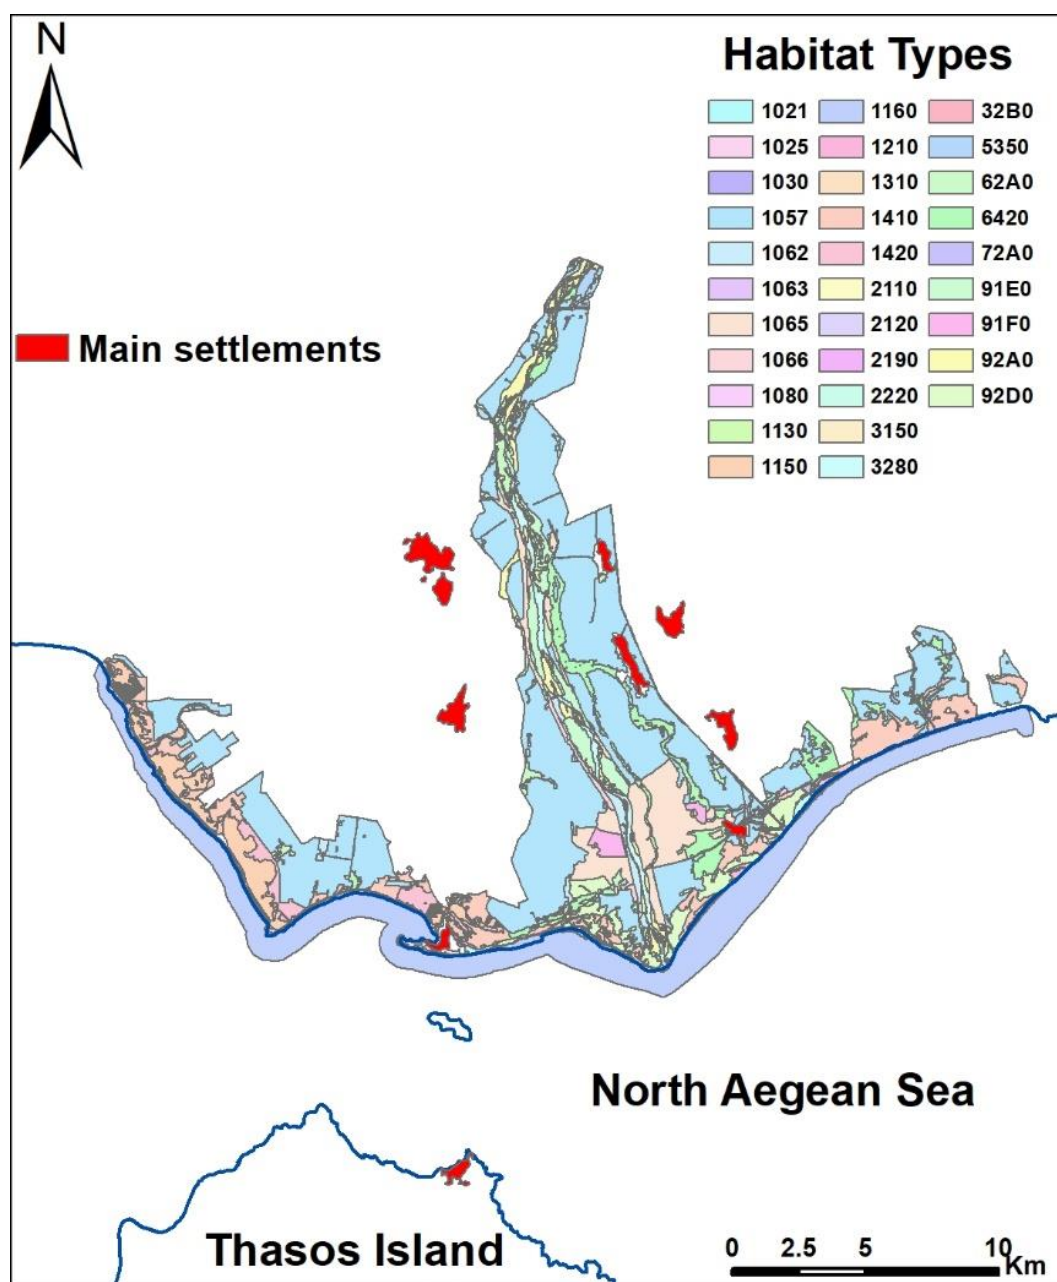 N
Habitat Types
1021 1160 32B0
1025 1210 5350
1030 1310 62A0
1057 1410 6420
1062 1420 72A0
1063 2110 91E0
1065 2120 91F0
1066 2190 92A0
1080 2220 92D0
1130 3150
1150 3280
Main settlements
North Aegean Sea
Thasos Island
0 2.5 5 10
Km